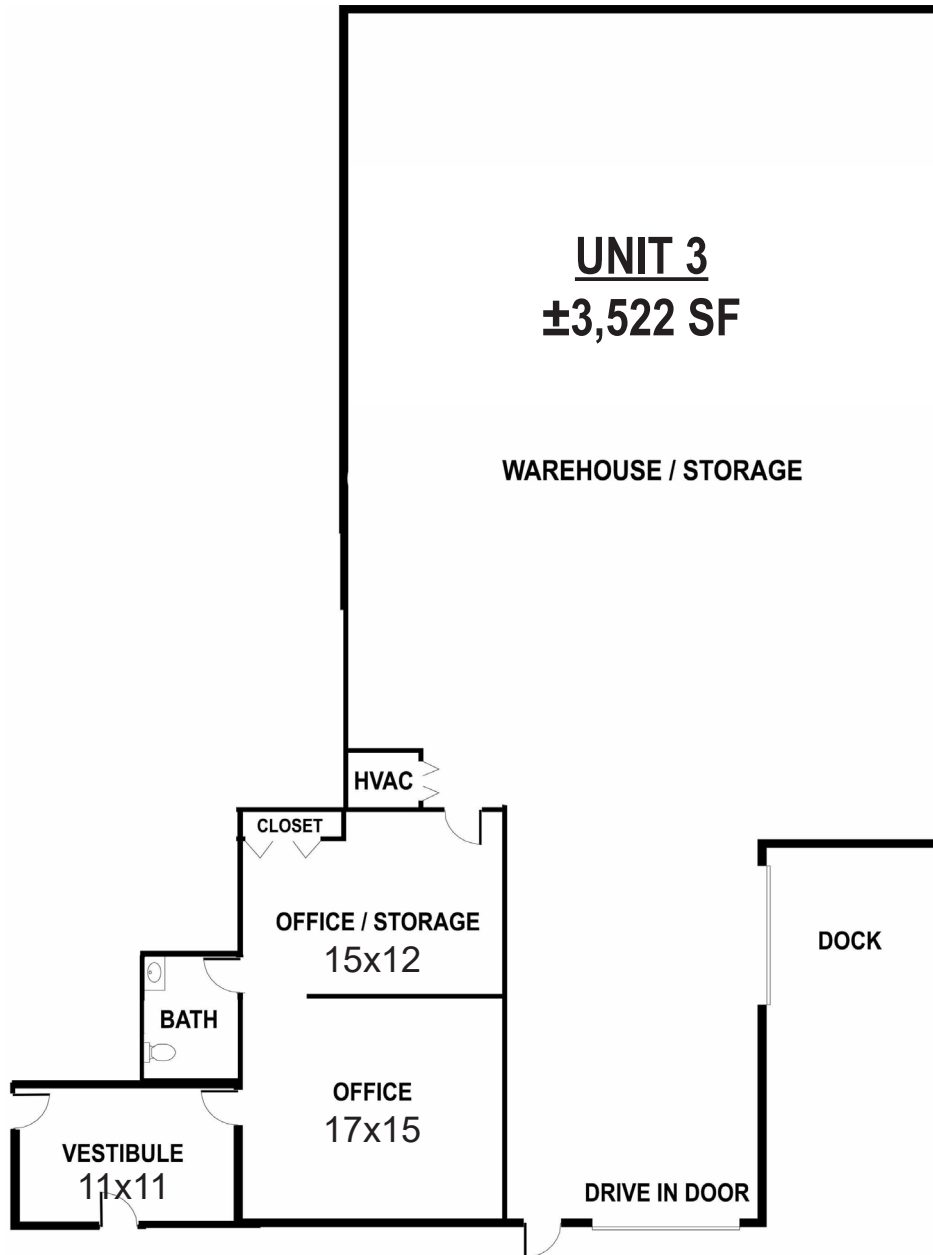 UNIT 3
±3,522 SF
WAREHOUSE / STORAGE
HVAC
CLOSET
OFFICE / STORAGE
15x12
DOCK
BATH
OFFICE
17x15
VESTIBULE
11x11
DRIVE IN DOOR